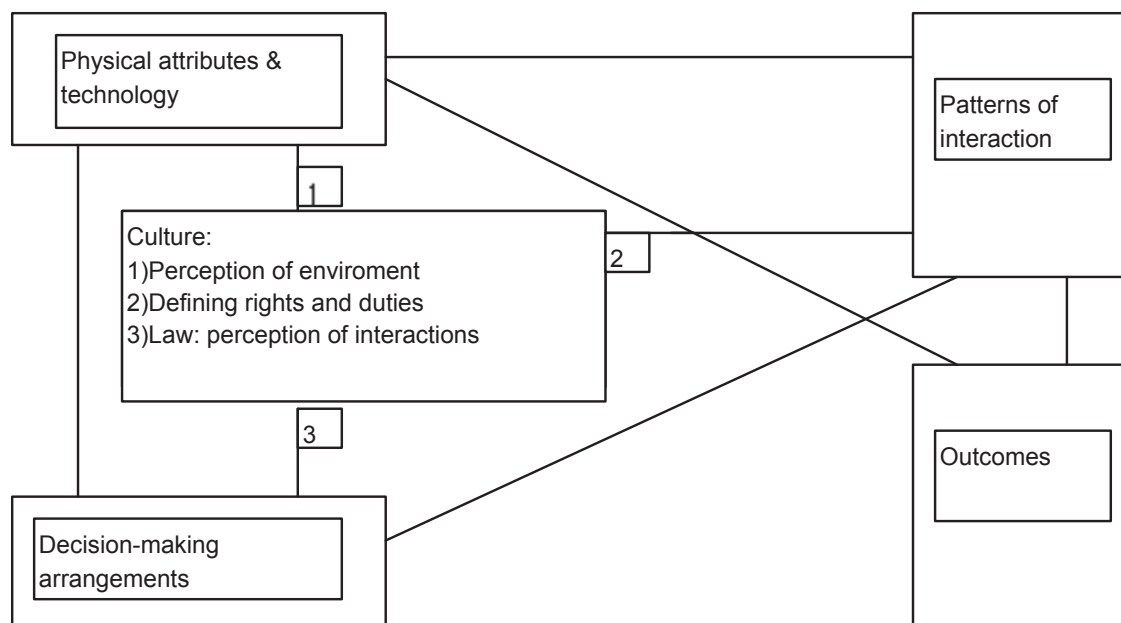 Physical attributes &
technology
Patterns of
interaction
1
Culture:
1)Perception of enviroment
2)Defining rights and duties
3)Law: perception of interactions
2
3
Outcomes
Decision-making
arrangements